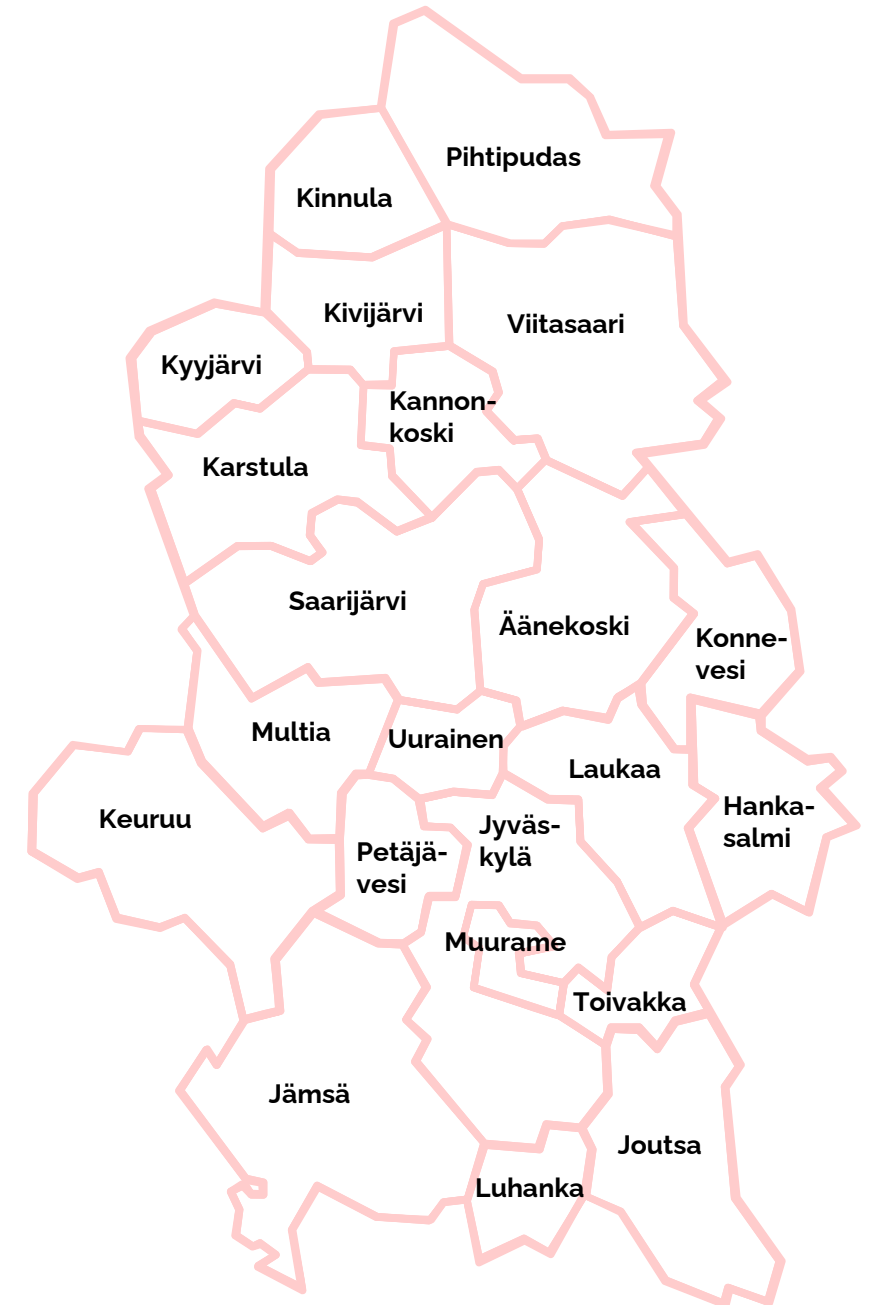 Pihtipudas
Kinnula
Kivijärvi
Viitasaari
Kyyjärvi
Kannon-
koski
Karstula
Saarijärvi
Äänekoski
Konne-
vesi
Multia
Uurainen
Laukaa
Keuruu
Hanka-
salmi
Jyväs-
kylä
Petäjä-
vesi
Muurame
Toivakka
Jämsä
Joutsa
Luhanka